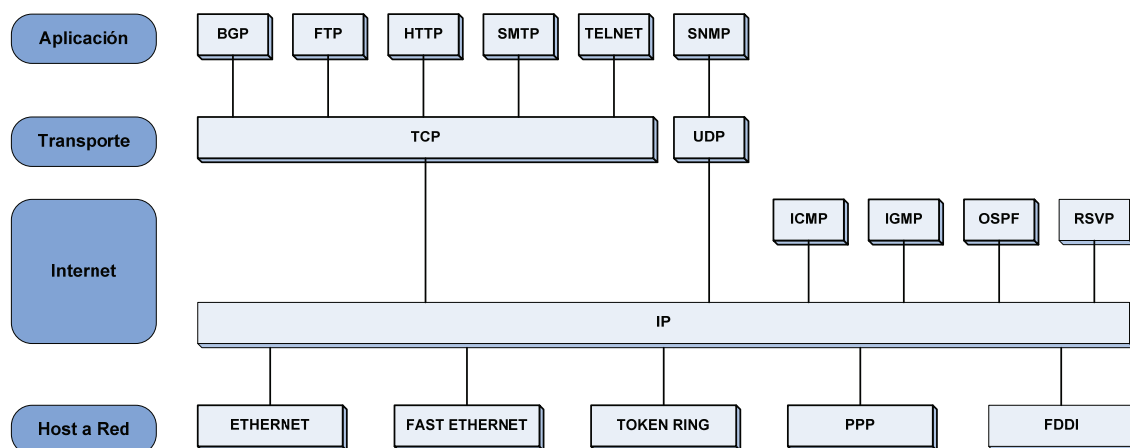 Aplicación
BGP
FTP
HTTP
SMTP
TELNET
SNMP
Transporte
TCP
UDP
Internet
ICMP
IGMP
OSPF
RSVP
IP
Host a Red
ETHERNET
FAST ETHERNET
TOKEN RING
PPP
FDDI